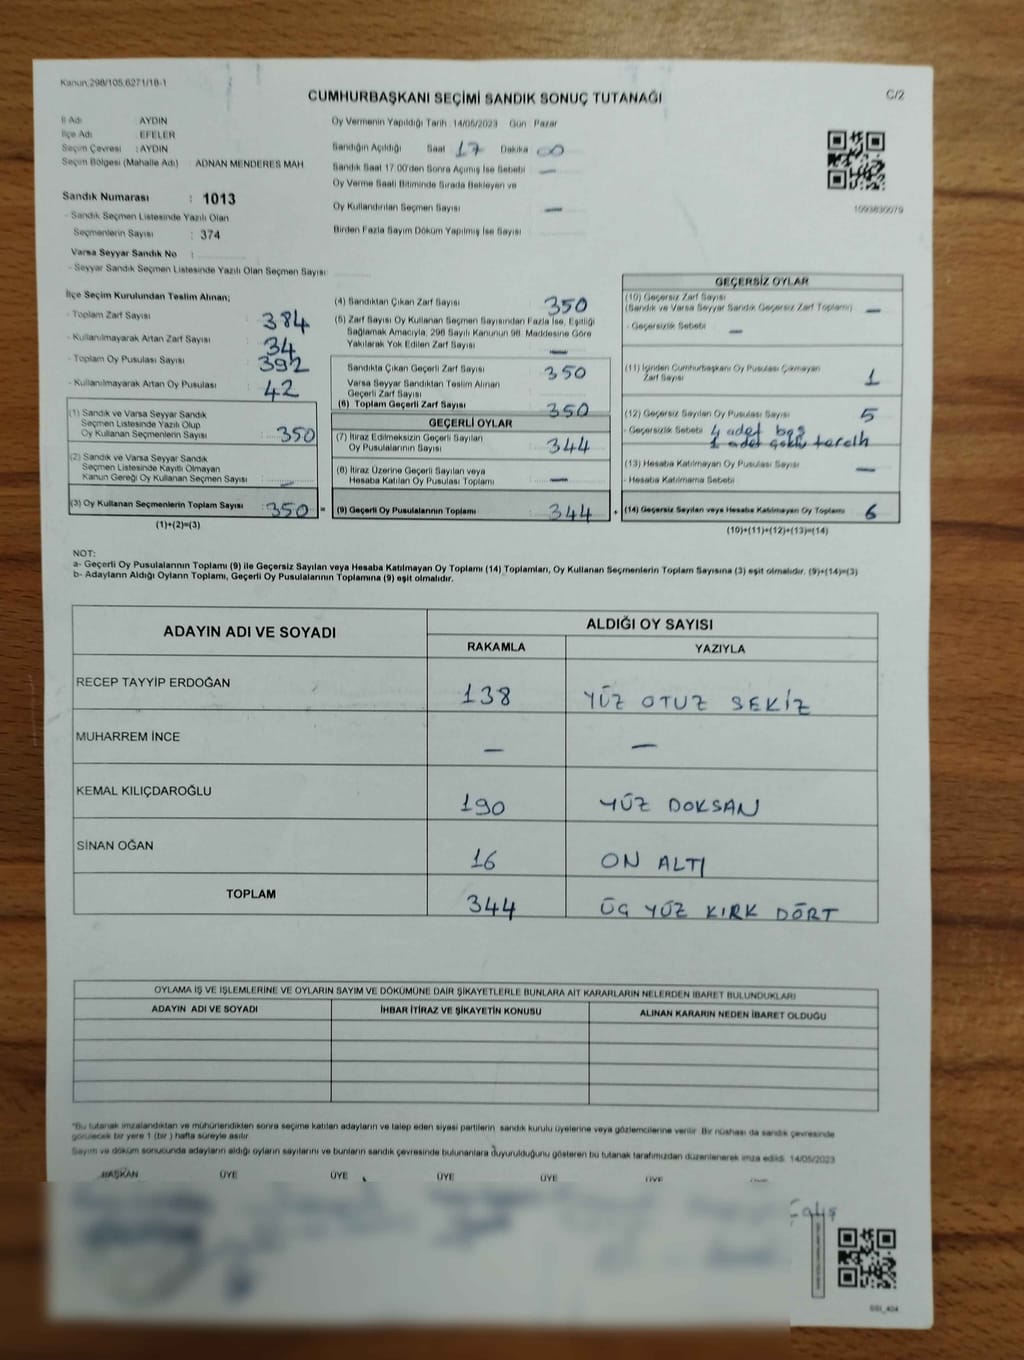 Kanun:298/105,6271/18-1
CUMHURBAŞKANI SEÇİMİ SANDIK SONUÇ TUTANAĞI
C/2
İl Adı : AYDIN
İlçe Adı : EFELER
Seçim Çevresi : AYDIN
Seçim Bölgesi (Mahalle Adı) : ADNAN MENDERES MAH.
Sandık Numarası : 1013
- Sandık Seçmen Listesinde Yazılı Olan
Seçmenlerin Sayısı : 374
Varsa Seyyar Sandık No :
- Seyyar Sandık Seçmen Listesinde Yazılı Olan Seçmen Sayısı
Oy Vermenin Yapıldığı Tarih 14/05/2023 Gün Pazar
Sandığın Açıldığı Saat 17 Dakika 00
Sandık Saat 17.00'den Sonra Açılmış İse Sebebi —
Oy Verme Saati Bitiminde Sırada Bekleyen ve
Oy Kullandırılan Seçmen Sayısı —
Birden Fazla Sayım Döküm Yapılmış İse Sayısı
1093830079
İlçe Seçim Kurulundan Teslim Alınan;
- Toplam Zarf Sayısı 384
- Kullanılmayarak Artan Zarf Sayısı 34
- Toplam Oy Pusulası Sayısı 392
- Kullanılmayarak Artan Oy Pusulası 42
(1) Sandık ve Varsa Seyyar Sandık
Seçmen Listesinde Yazılı Olup
Oy Kullanan Seçmenlerin Sayısı : 350
(2) Sandık ve Varsa Seyyar Sandık
Seçmen Listesinde Kayıtlı Olmayan
Kanun Gereği Oy Kullanan Seçmen Sayısı : —
(3) Oy Kullanan Seçmenlerin Toplam Sayısı : 350 =
(1)+(2)=(3)
(4) Sandıktan Çıkan Zarf Sayısı 350
(5) Zarf Sayısı Oy Kullanan Seçmen Sayısından Fazla İse, Eşitliği
Sağlamak Amacıyla, 298 Sayılı Kanunun 98. Maddesine Göre
Yakılarak Yok Edilen Zarf Sayısı —
Sandıkta Çıkan Geçerli Zarf Sayısı 350
Varsa Seyyar Sandıktan Teslim Alınan
Geçerli Zarf Sayısı
(6) Toplam Geçerli Zarf Sayısı 350
GEÇERLİ OYLAR
(7) İtiraz Edilmeksizin Geçerli Sayılan
Oy Pusulalarının Sayısı 344
(8) İtiraz Üzerine Geçerli Sayılan veya
Hesaba Katılan Oy Pusulası Toplamı —
(9) Geçerli Oy Pusulalarının Toplamı 344 +
GEÇERSİZ OYLAR
(10) Geçersiz Zarf Sayısı
(Sandık ve Varsa Seyyar Sandık Geçersiz Zarf Toplamı) —
- Geçersizlik Sebebi —
(11) İçinden Cumhurbaşkanı Oy Pusulası Çıkmayan
Zarf Sayısı 1
(12) Geçersiz Sayılan Oy Pusulası Sayısı 5
- Geçersizlik Sebebi 4 adet boş
1 adet çoklu tercih
(13) Hesaba Katılmayan Oy Pusulası Sayısı —
- Hesaba Katılmama Sebebi
(14) Geçersiz Sayılan veya Hesaba Katılmayan Oy Toplamı 6
(10)+(11)+(12)+(13)=(14)
NOT:
a- Geçerli Oy Pusulalarının Toplamı (9) ile Geçersiz Sayılan veya Hesaba Katılmayan Oy Toplamı (14) Toplamları, Oy Kullanan Seçmenlerin Toplam Sayısına (3) eşit olmalıdır. (9)+(14)=(3)
b- Adayların Aldığı Oyların Toplamı, Geçerli Oy Pusulalarının Toplamına (9) eşit olmalıdır.
ADAYIN ADI VE SOYADI
ALDIĞI OY SAYISI
RAKAMLA YAZIYLA
RECEP TAYYİP ERDOĞAN 138 YÜZ OTUZ SEKİZ
MUHARREM İNCE — —
KEMAL KILIÇDAROĞLU 190 YÜZ DOKSAN
SİNAN OĞAN 16 ON ALTI
TOPLAM 344 ÜÇ YÜZ KIRK DÖRT
OYLAMA İŞ VE İŞLEMLERİNE VE OYLARIN SAYIM VE DÖKÜMÜNE DAİR ŞİKAYETLERLE BUNLARA AİT KARARLARIN NELERDEN İBARET BULUNDUKLARI
ADAYIN ADI VE SOYADI İHBAR İTİRAZ VE ŞİKAYETİN KONUSU ALINAN KARARIN NEDEN İBARET OLDUĞU
*Bu tutanak imzalandıktan ve mühürlendikten sonra seçime katılan adayların ve talep eden siyasi partilerin sandık kurulu üyelerine veya gözlemcilerine verilir. Bir nüshası da sandık çevresinde
görülecek bir yere 1 (bir ) hafta süreyle asılır.
Sayım ve döküm sonucunda adayların aldığı oyların sayılarını ve bunların sandık çevresinde bulunanlara duyurulduğunu gösteren bu tutanak tarafımızdan düzenlenerek imza edildi. 14/05/2023
BAŞKAN ÜYE ÜYE ÜYE ÜYE ÜYE